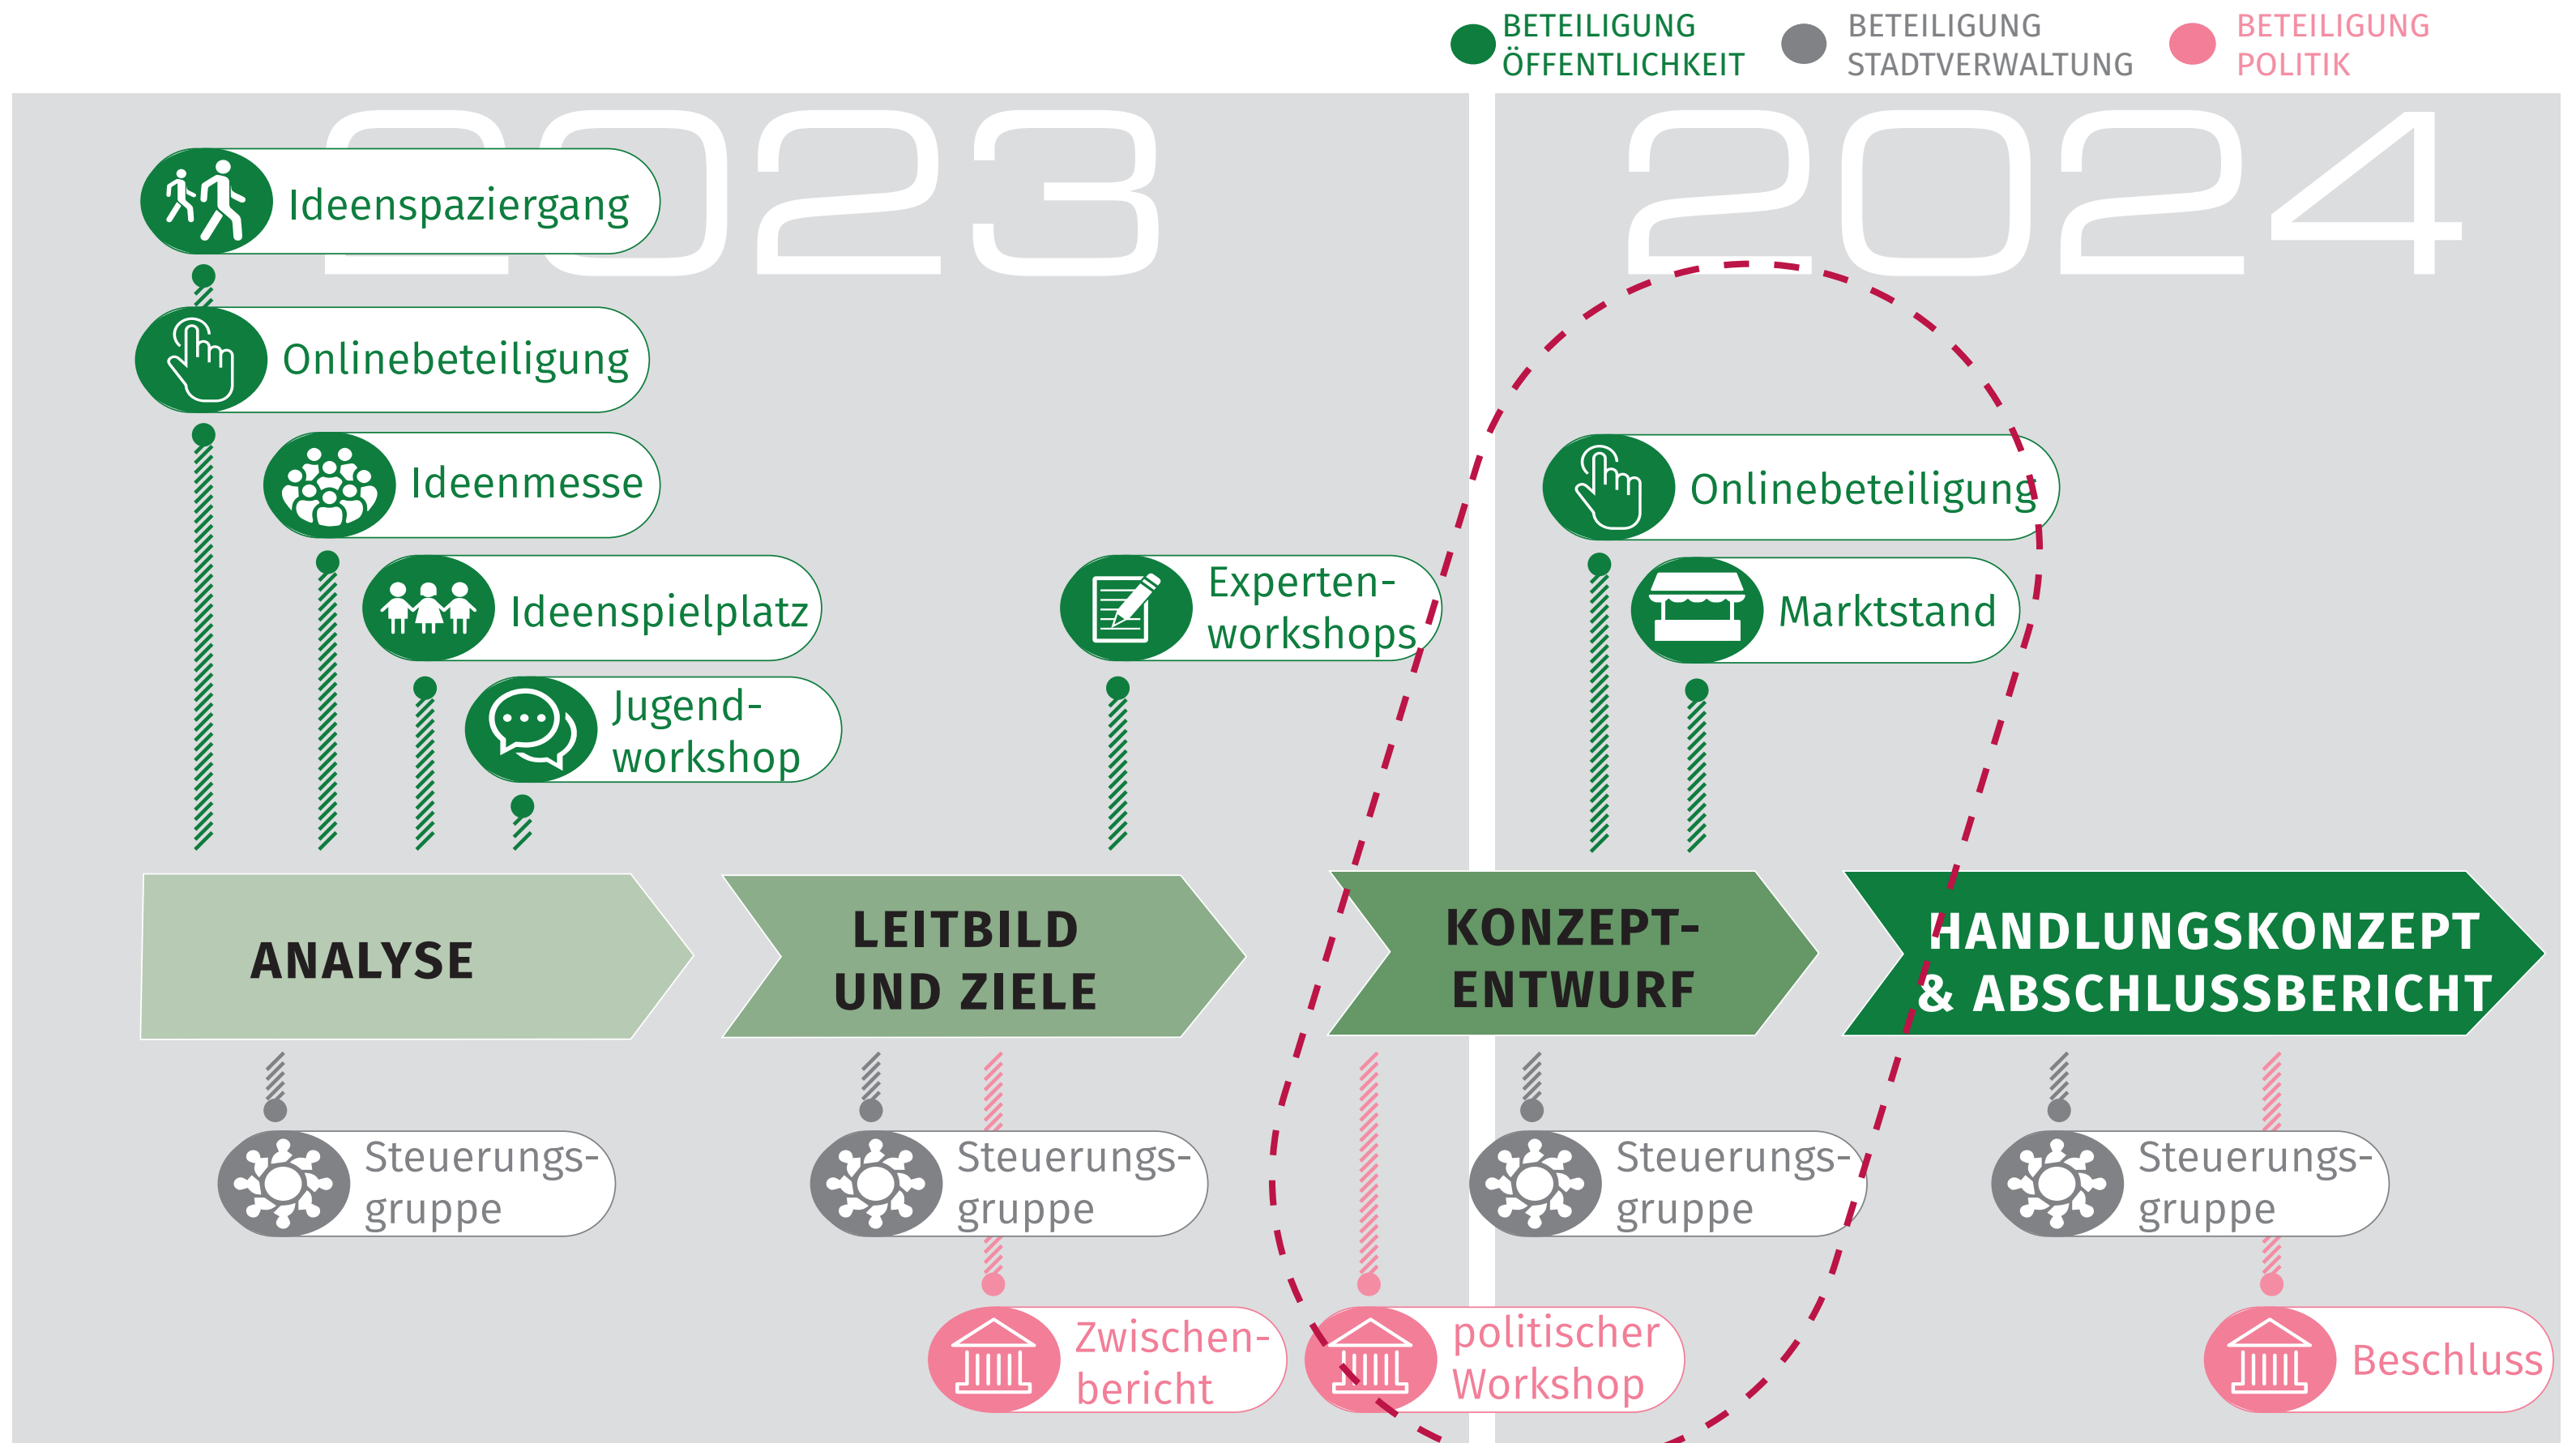 BETEILIGUNG
ÖFFENTLICHKEIT
BETEILIGUNG
STADTVERWALTUNG
BETEILIGUNG
POLITIK
2023
2024
Ideenspaziergang
Onlinebeteiligung
Ideenmesse
Ideenspielplatz
Jugend-
workshop
Experten-
workshops
Onlinebeteiligung
Marktstand
ANALYSE
LEITBILD
UND ZIELE
KONZEPT-
ENTWURF
HANDLUNGSKONZEPT
& ABSCHLUSSBERICHT
Steuerungs-
gruppe
Steuerungs-
gruppe
Steuerungs-
gruppe
Steuerungs-
gruppe
Zwischen-
bericht
politischer
Workshop
Beschluss